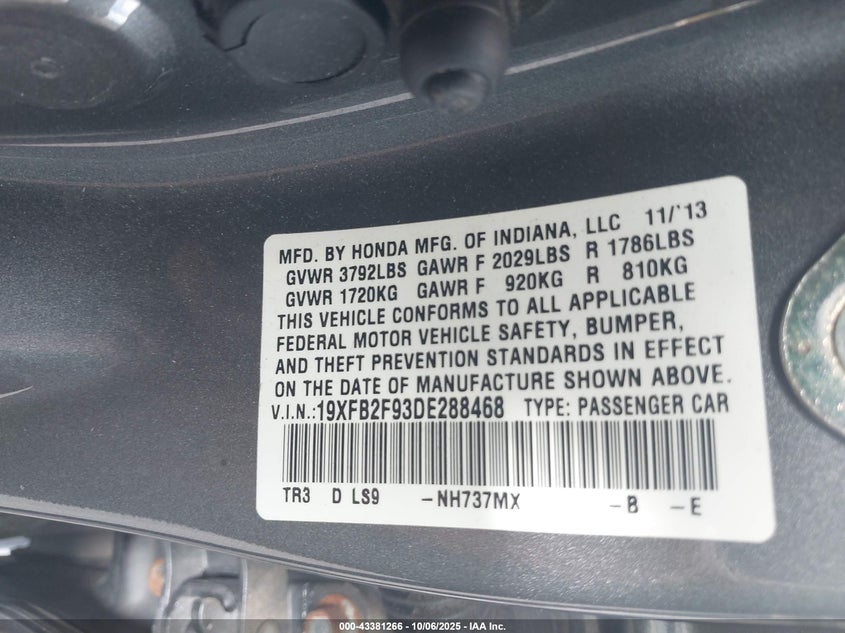 MFD. BY HONDA MFG. OF INDIANA, LLC 11/'13
GVWR 3792LBS GAWR F 2029LBS R 1786LBS
GVWR 1720KG GAWR F 920KG R 810KG
THIS VEHICLE CONFORMS TO ALL APPLICABLE
FEDERAL MOTOR VEHICLE SAFETY, BUMPER,
AND THEFT PREVENTION STANDARDS IN EFFECT
ON THE DATE OF MANUFACTURE SHOWN ABOVE.
V.I.N.:19XFB2F93DE288468 TYPE: PASSENGER CAR
TR3 D LS9 -NH737MX -B -E
000-43381266 - 10/06/2025 - IAA Inc.